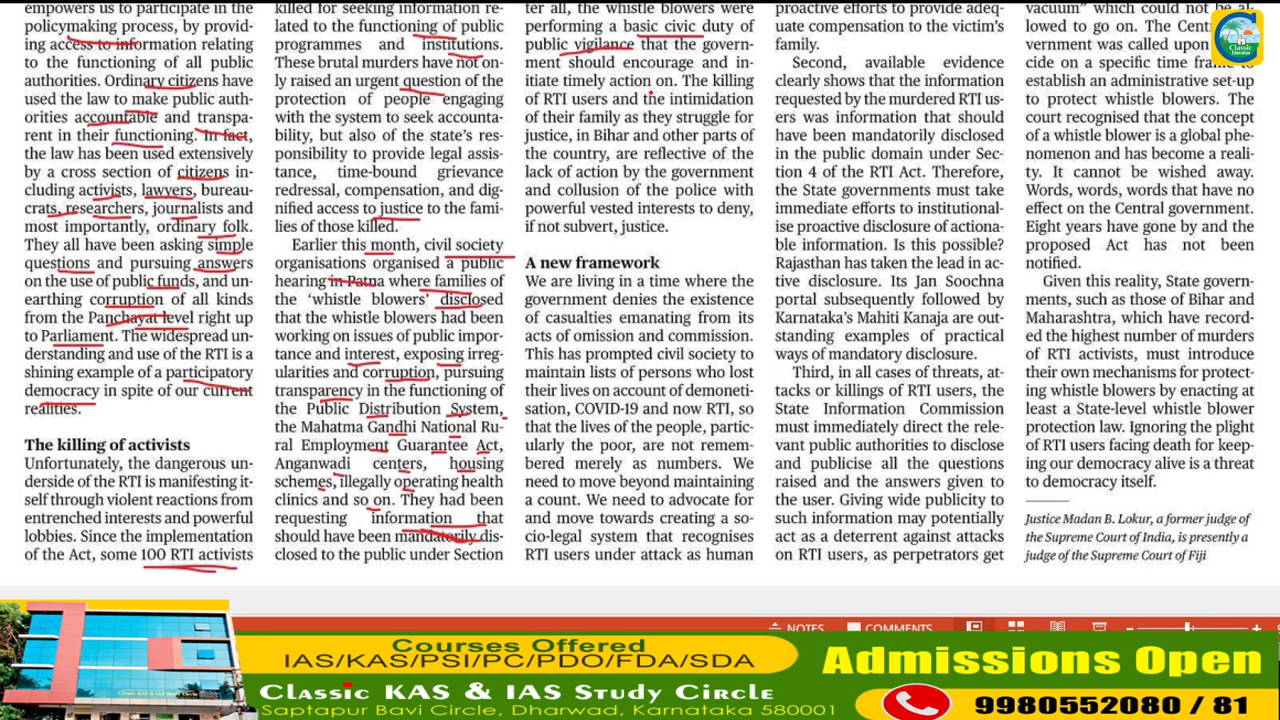 empowers us to participate in the
policymaking process, by provid-
ing access to information relating
to the functioning of all public
authorities. Ordinary citizens have
used the law to make public auth-
orities accountable and transpa-
rent in their functioning. In fact,
the law has been used extensively
by a cross section of citizens in-
cluding activists, lawyers, bureau-
crats, researchers, journalists and
most importantly, ordinary folk.
They all have been asking simple
questions and pursuing answers
on the use of public funds, and un-
earthing corruption of all kinds
from the Panchayat level right up
to Parliament. The widespread un-
derstanding and use of the RTI is a
shining example of a participatory
democracy in spite of our current
realities.
The killing of activists
Unfortunately, the dangerous un-
derside of the RTI is manifesting it-
self through violent reactions from
entrenched interests and powerful
lobbies. Since the implementation
of the Act, some 100 RTI activists
killed for seeking information re-
lated to the functioning of public
programmes and institutions.
These brutal murders have not on-
ly raised an urgent question of the
protection of people engaging
with the system to seek accounta-
bility, but also of the state's res-
ponsibility to provide legal assis-
tance, time-bound grievance
redressal, compensation, and dig-
nified access to justice to the fami-
lies of those killed.
Earlier this month, civil society
organisations organised a public
hearing in Patna where families of
the ‘whistle blowers’ disclosed
that the whistle blowers had been
working on issues of public impor-
tance and interest, exposing irreg-
ularities and corruption, pursuing
transparency in the functioning of
the Public Distribution System,
the Mahatma Gandhi National Ru-
ral Employment Guarantee Act,
Anganwadi centers, housing
schemes, illegally operating health
clinics and so on. They had been
requesting information that
should have been mandatorily dis-
closed to the public under Section
ter all, the whistle blowers were
performing a basic civic duty of
public vigilance that the govern-
ment should encourage and in-
itiate timely action on. The killing
of RTI users and the intimidation
of their family as they struggle for
justice, in Bihar and other parts of
the country, are reflective of the
lack of action by the government
and collusion of the police with
powerful vested interests to deny,
if not subvert, justice.
A new framework
We are living in a time where the
government denies the existence
of casualties emanating from its
acts of omission and commission.
This has prompted civil society to
maintain lists of persons who lost
their lives on account of demoneti-
sation, COVID-19 and now RTI, so
that the lives of the people, partic-
ularly the poor, are not remem-
bered merely as numbers. We
need to move beyond maintaining
a count. We need to advocate for
and move towards creating a so-
cio-legal system that recognises
RTI users under attack as human
proactive efforts to provide adeq-
uate compensation to the victim's
family.
Second, available evidence
clearly shows that the information
requested by the murdered RTI us-
ers was information that should
have been mandatorily disclosed
in the public domain under Sec-
tion 4 of the RTI Act. Therefore,
the State governments must take
immediate efforts to institutional-
ise proactive disclosure of actiona-
ble information. Is this possible?
Rajasthan has taken the lead in ac-
tive disclosure. Its Jan Soochna
portal subsequently followed by
Karnataka's Mahiti Kanaja are out-
standing examples of practical
ways of mandatory disclosure.
Third, in all cases of threats, at-
tacks or killings of RTI users, the
State Information Commission
must immediately direct the rele-
vant public authorities to disclose
and publicise all the questions
raised and the answers given to
the user. Giving wide publicity to
such information may potentially
act as a deterrent against attacks
on RTI users, as perpetrators get
vacuum” which could not be al-
lowed to go on. The Cent
vernment was called upon
cide on a specific time frame to
establish an administrative set-up
to protect whistle blowers. The
court recognised that the concept
of a whistle blower is a global phe-
nomenon and has become a reali-
ty. It cannot be wished away.
Words, words, words that have no
effect on the Central government.
Eight years have gone by and the
proposed Act has not been
notified.
Given this reality, State govern-
ments, such as those of Bihar and
Maharashtra, which have record-
ed the highest number of murders
of RTI activists, must introduce
their own mechanisms for protect-
ing whistle blowers by enacting at
least a State-level whistle blower
protection law. Ignoring the plight
of RTI users facing death for keep-
ing our democracy alive is a threat
to democracy itself.
Justice Madan B. Lokur, a former judge of
the Supreme Court of India, is presently a
judge of the Supreme Court of Fiji
Classic
Education
NOTES
COMMENTS
Courses Offered
IAS/KAS/PSI/PC/PDO/FDA/SDA
Classic KAS & IAS Study Circle
Saptapur Bavi Circle, Dharwad, Karnataka 580001
Admissions Open
9980552080 / 81